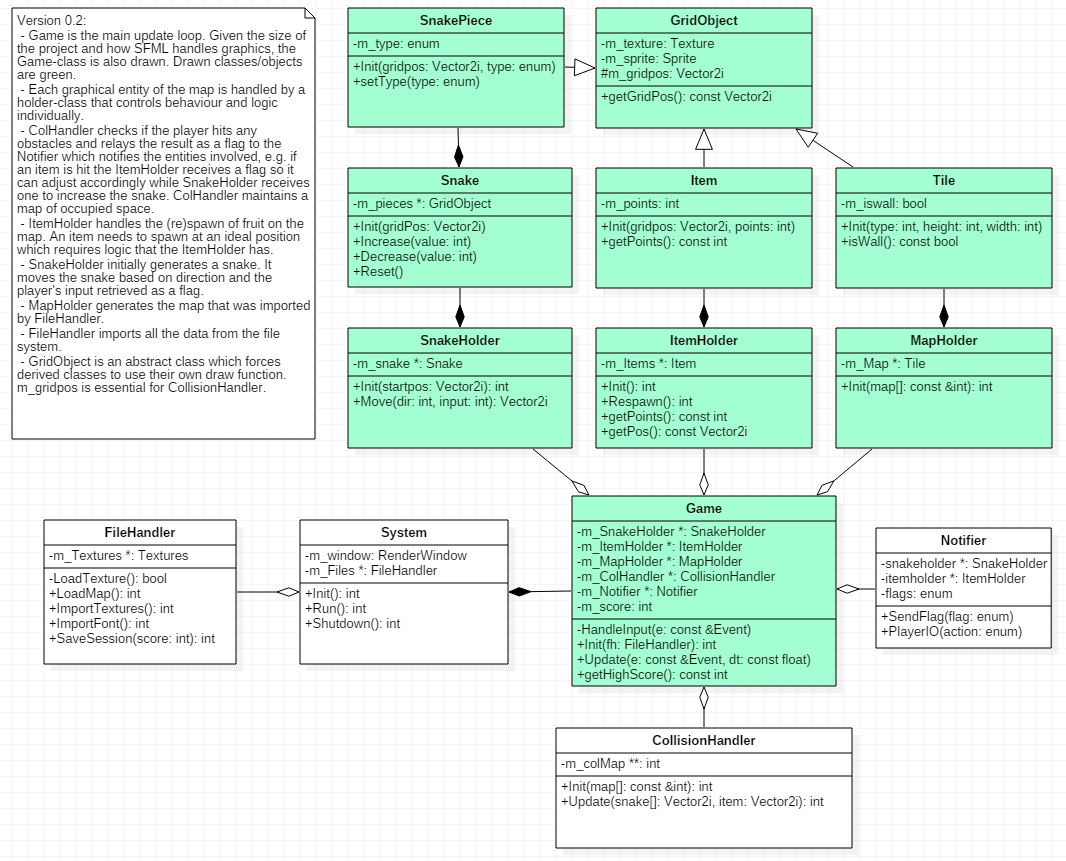 Version 0.2:
- Game is the main update loop. Given the size of
the project and how SFML handles graphics, the
Game-class is also drawn. Drawn classes/objects
are green.
- Each graphical entity of the map is handled by a
holder-class that controls behaviour and logic
individually.
- ColHandler checks if the player hits any
obstacles and relays the result as a flag to the
Notifier which notifies the entities involved, e.g. if
an item is hit the ItemHolder receives a flag so it
can adjust accordingly while SnakeHolder receives
one to increase the snake. ColHandler maintains a
map of occupied space.
- ItemHolder handles the (re)spawn of fruit on the
map. An item needs to spawn at an ideal position
which requires logic that the ItemHolder has.
- SnakeHolder initially generates a snake. It
moves the snake based on direction and the
player's input retrieved as a flag.
- MapHolder generates the map that was imported
by FileHandler.
- FileHandler imports all the data from the file
system.
- GridObject is an abstract class which forces
derived classes to use their own draw function.
m_gridpos is essential for CollisionHandler.
SnakePiece
-m_type: enum
+Init(gridpos: Vector2i, type: enum)
+setType(type: enum)
GridObject
-m_texture: Texture
-m_sprite: Sprite
#m_gridpos: Vector2i
+getGridPos(): const Vector2i
Snake
-m_pieces *: GridObject
+Init(gridPos: Vector2i)
+Increase(value: int)
+Decrease(value: int)
+Reset()
Item
-m_points: int
+Init(gridpos: Vector2i, points: int)
+getPoints(): const int
Tile
-m_iswall: bool
+Init(type: int, height: int, width: int)
+isWall(): const bool
SnakeHolder
-m_snake *: Snake
+Init(startpos: Vector2i): int
+Move(dir: int, input: int): Vector2i
ItemHolder
-m_Items *: Item
+Init(): int
+Respawn(): int
+getPoints(): const int
+getPos(): const Vector2i
MapHolder
-m_Map *: Tile
+Init(map[]: const &int): int
FileHandler
-m_Textures *: Textures
-LoadTexture(): bool
+LoadMap(): int
+ImportTextures(): int
+ImportFont(): int
+SaveSession(score: int): int
System
-m_window: RenderWindow
-m_Files *: FileHandler
+Init(): int
+Run(): int
+Shutdown(): int
Game
-m_SnakeHolder *: SnakeHolder
-m_ItemHolder *: ItemHolder
-m_MapHolder *: MapHolder
-m_ColHandler *: CollisionHandler
-m_Notifier *: Notifier
-m_score: int
-HandleInput(e: const &Event)
+Init(fh: FileHandler): int
+Update(e: const &Event, dt: const float)
+getHighScore(): const int
Notifier
-snakeholder *: SnakeHolder
-itemholder *: ItemHolder
-flags: enum
+SendFlag(flag: enum)
+PlayerIO(action: enum)
CollisionHandler
-m_colMap **: int
+Init(map[]: const &int): int
+Update(snake[]: Vector2i, item: Vector2i): int